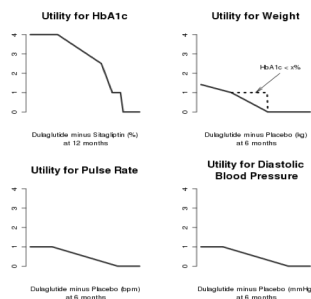 Utility for HbA1c
4
3
2
1
0
Dulaglutide minus Sitagliptin (%)
at 12 months
Utility for Weight
4
3
2
1
0
HbA1c < x%
Dulaglutide minus Placebo (kg)
at 6 months
Utility for Pulse Rate
4
3
2
1
0
Dulaglutide minus Placebo (bpm)
at 6 months
Utility for Diastolic
Blood Pressure
4
3
2
1
0
Dulaglutide minus Placebo (mmHg
at 6 months